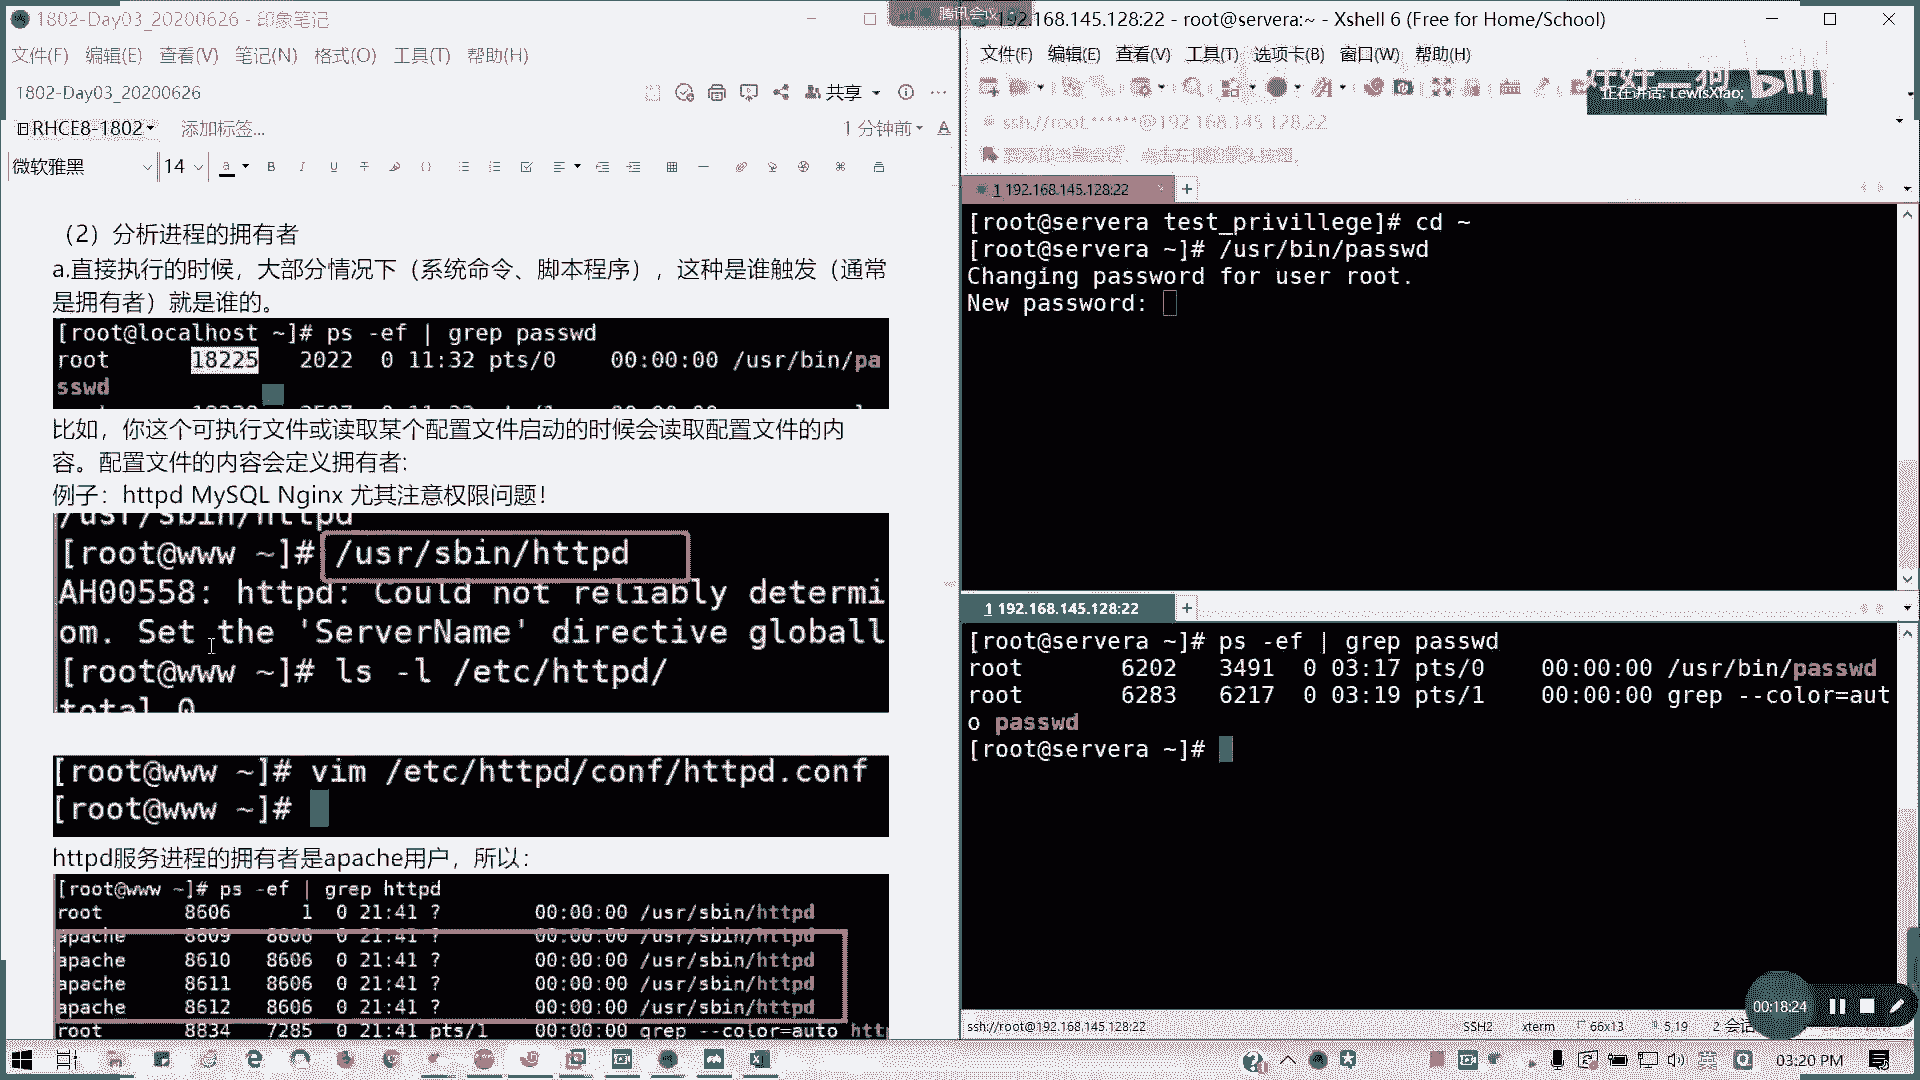 1802-Day03_20200626 - 印象笔记
文件(F) 编辑(E) 查看(V) 笔记(N) 格式(O) 工具(T) 帮助(H)
1802-Day03_20200626
共享
RHCE8-1802 添加标签...
1 分钟前
微软雅黑 14
（2）分析进程的拥有者
a.直接执行的时候，大部分情况下（系统命令、脚本程序），这种是谁触发（通常
是拥有者）就是谁的。
[root@localhost ~]# ps -ef | grep passwd
root 18225 2022 0 11:32 pts/0 00:00:00 /usr/bin/pa
sswd
比如，你这个可执行文件或读取某个配置文件启动的时候会读取配置文件的内
容。配置文件的内容会定义拥有者:
例子：httpd MySQL Nginx 尤其注意权限问题！
/usr/sbin/httpd
[root@www ~]# /usr/sbin/httpd
AH00558: httpd: Could not reliably determi
om. Set the 'ServerName' directive globall
[root@www ~]# ls -l /etc/httpd/
total 0
[root@www ~]# vim /etc/httpd/conf/httpd.conf
[root@www ~]#
httpd服务进程的拥有者是apache用户，所以：
[root@www ~]# ps -ef | grep httpd
root 8606 1 0 21:41 ? 00:00:00 /usr/sbin/httpd
apache 8609 8606 0 21:41 ? 00:00:00 /usr/sbin/httpd
apache 8610 8606 0 21:41 ? 00:00:00 /usr/sbin/httpd
apache 8611 8606 0 21:41 ? 00:00:00 /usr/sbin/httpd
apache 8612 8606 0 21:41 ? 00:00:00 /usr/sbin/httpd
root 8834 7285 0 21:41 pts/1 00:00:00 grep --color=auto htt
腾讯会议
192.168.145.128:22 - root@servera:~ - Xshell 6 (Free for Home/School)
文件(F) 编辑(E) 查看(V) 工具(T) 选项卡(B) 窗口(W) 帮助(H)
正在讲话: LewisXiao;
ssh://root:******@192.168.145.128:22
1 192.168.145.128:22
[root@servera test_privillege]# cd ~
[root@servera ~]# /usr/bin/passwd
Changing password for user root.
New password:
1 192.168.145.128:22
[root@servera ~]# ps -ef | grep passwd
root 6202 3491 0 03:17 pts/0 00:00:00 /usr/bin/passwd
root 6283 6217 0 03:19 pts/1 00:00:00 grep --color=aut
o passwd
[root@servera ~]#
00:18:24
ssh://root@192.168.145.128:22 SSH2 xterm 66x13 5,19 2 会话
03:20 PM